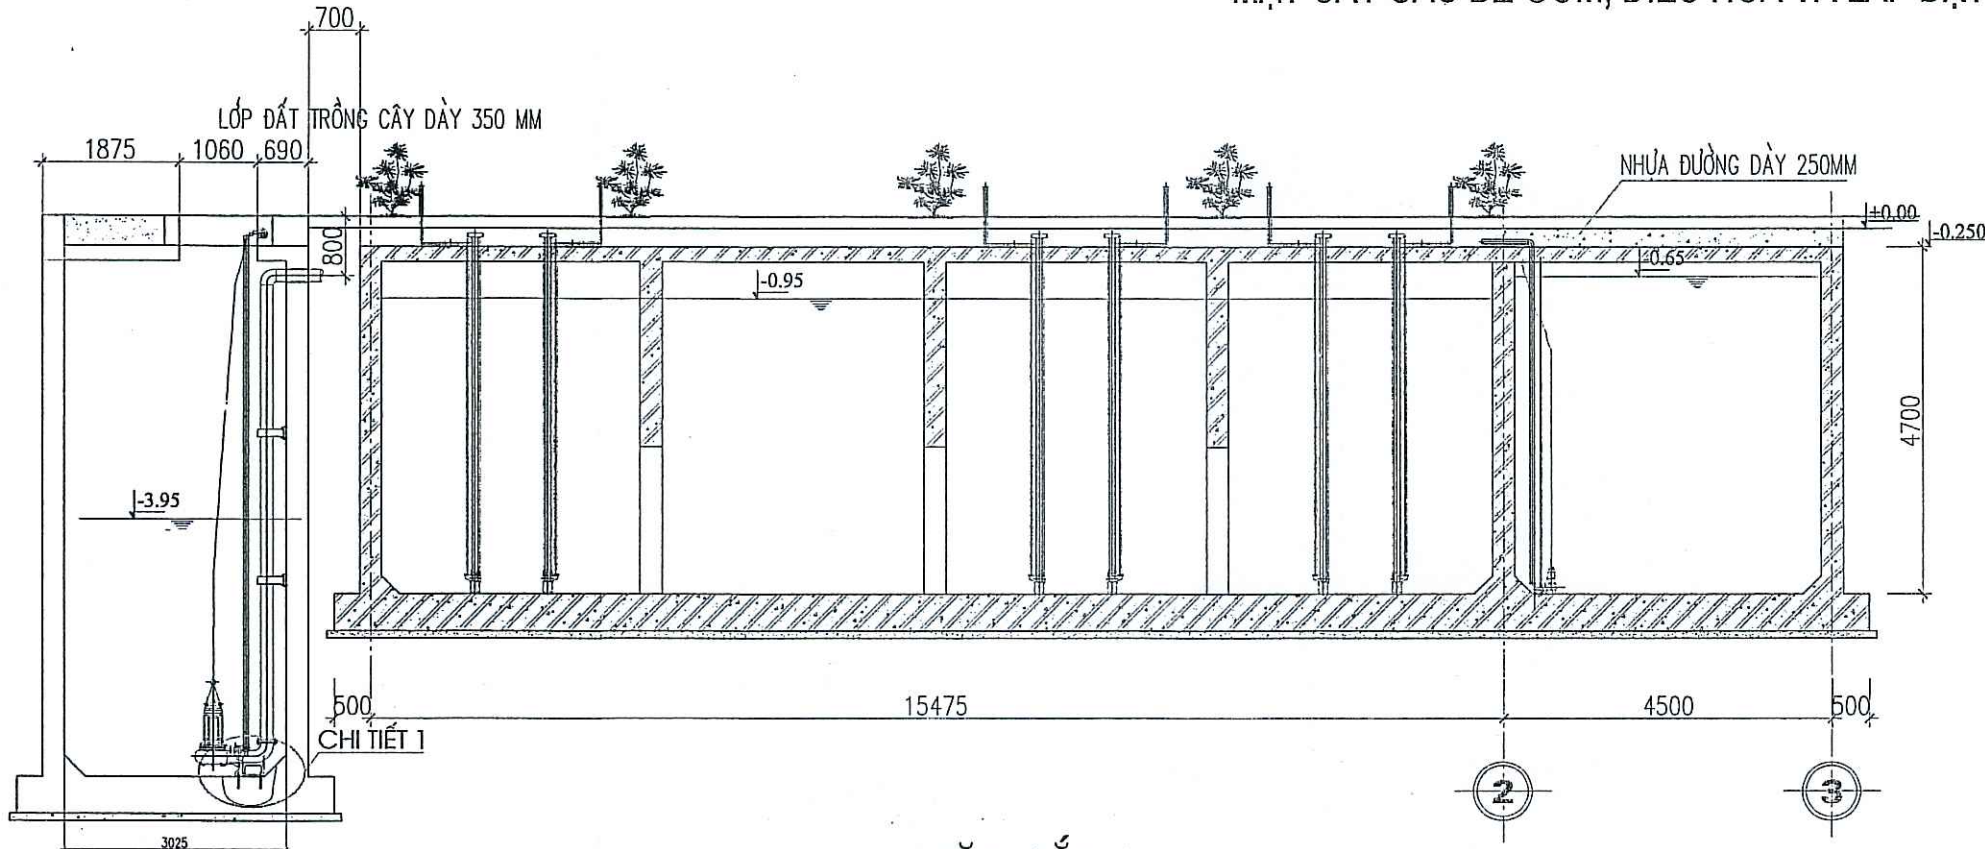 700
LỚP ĐẤT TRỒNG CÂY DÀY 350 MM
1875 1060 690
NHỰA ĐƯỜNG DÀY 250MM
±0,00
-0.250
800
-0.95
-0.65
4700
-3.95
500 15475 4500 500
CHI TIẾT 1
2 3
3025